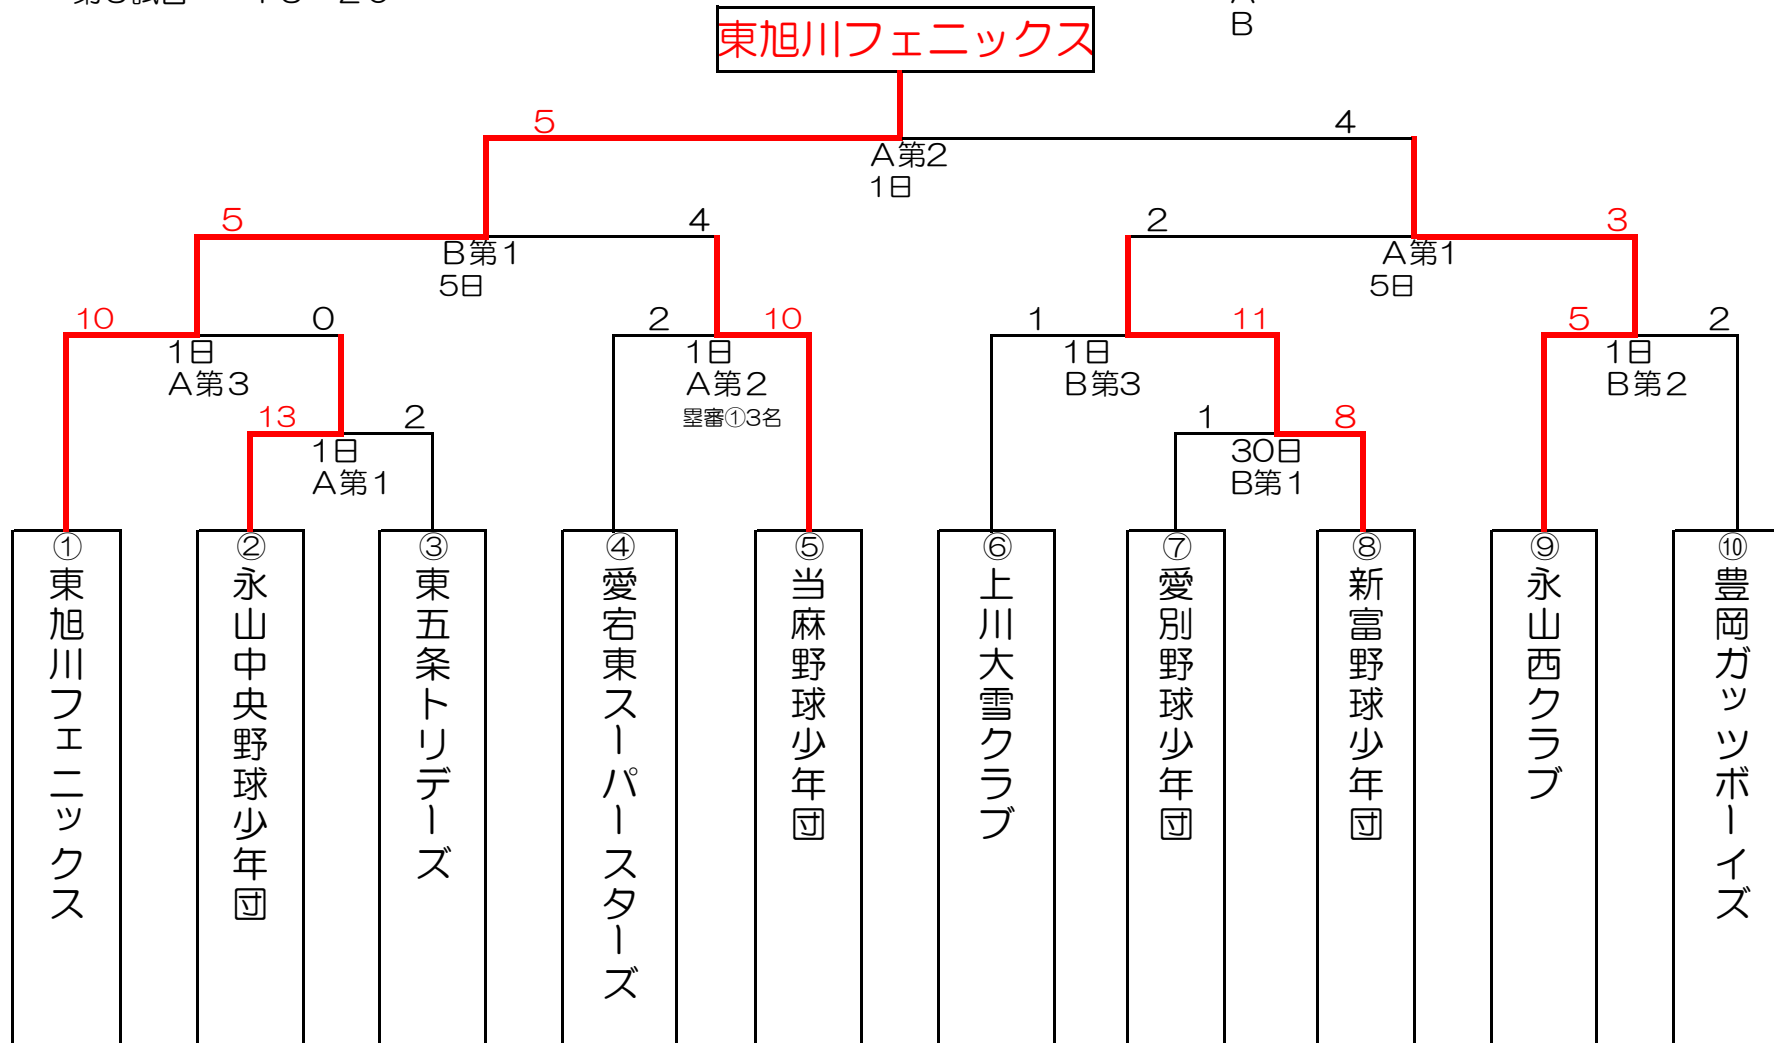 東旭川フェニックス
B
5
4
A第2
1日
5
4
B第1
5日
2
3
A第1
5日
10
0
1日
A第3
2
10
1日
A第2
塁審①3名
1
11
1日
B第3
5
2
1日
B第2
13
2
1日
A第1
1
8
30日
B第1
①東旭川フェニックス
②永山中央野球少年団
③東五条トリデーズ
④愛宕東スーパースターズ
⑤当麻野球少年団
⑥上川大雪クラブ
⑦愛別野球少年団
⑧新富野球少年団
⑨永山西クラブ
⑩豊岡ガッツボーイズ